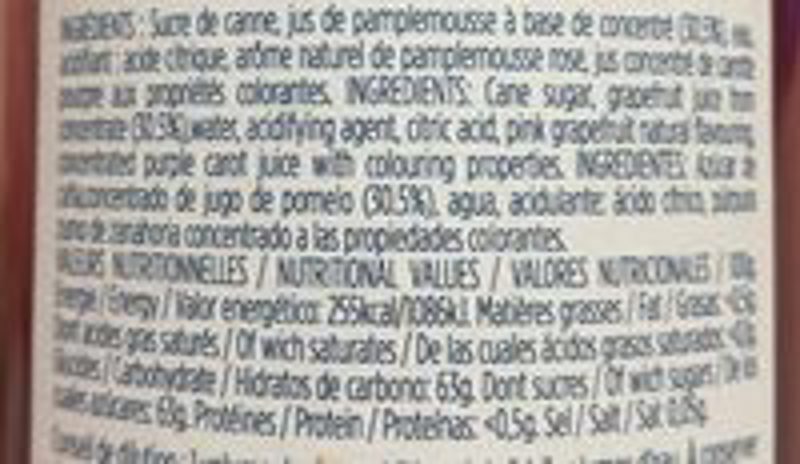 INGRÉDIENTS : Sucre de canne, jus de pamplemousse à base de concentré (30,5%), eau,
acidifiant : acide citrique, arôme naturel de pamplemousse rose, jus concentré de carotte
pourpre aux propriétés colorantes. INGREDIENTS: Cane sugar, grapefruit juice from
concentrate (30.5%),water, acidifying agent, citric acid, pink grapefruit natural flavouring,
concentrated purple carot juice with colouring properties. INGREDIENTES: Azúcar de
caña,concentrado de jugo de pomelo (30,5%), agua, acidulante: ácido cítrico,
zumo de zanahoria concentrado a las propiedades colorantes.
VALEURS NUTRITIONNELLES / NUTRITIONAL VALUES / VALORES NUTRICIONALES / 100g
Energie / Energy / Valor energético: 255kcal/1086kJ. Matières grasses / Fat / Grasas <0.5g
Dont acides gras saturés / Of wich saturates / De las cuales ácidos grasos saturados
Glucides / Carbohydrate / Hidratos de carbono: 63g. Dont sucres / Of wich sugars / De los
cuales azúcares: 63g. Protéines / Protein / Proteínas: <0.5g. Sel / Salt / Sal: 0.05g
Conseil de dilution :